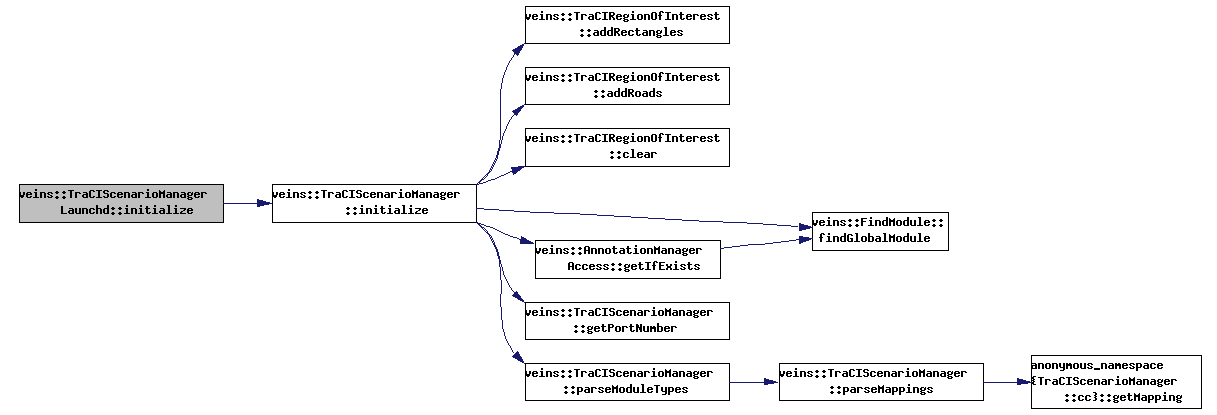 veins::TraCIRegionOfInterest
::addRectangles
veins::TraCIRegionOfInterest
::addRoads
veins::TraCIRegionOfInterest
::clear
veins::TraCIScenarioManager
Launchd::initialize
veins::TraCIScenarioManager
::initialize
veins::FindModule::
findGlobalModule
veins::AnnotationManager
Access::getIfExists
veins::TraCIScenarioManager
::getPortNumber
veins::TraCIScenarioManager
::parseModuleTypes
veins::TraCIScenarioManager
::parseMappings
anonymous_namespace
{TraCIScenarioManager
::cc}::getMapping